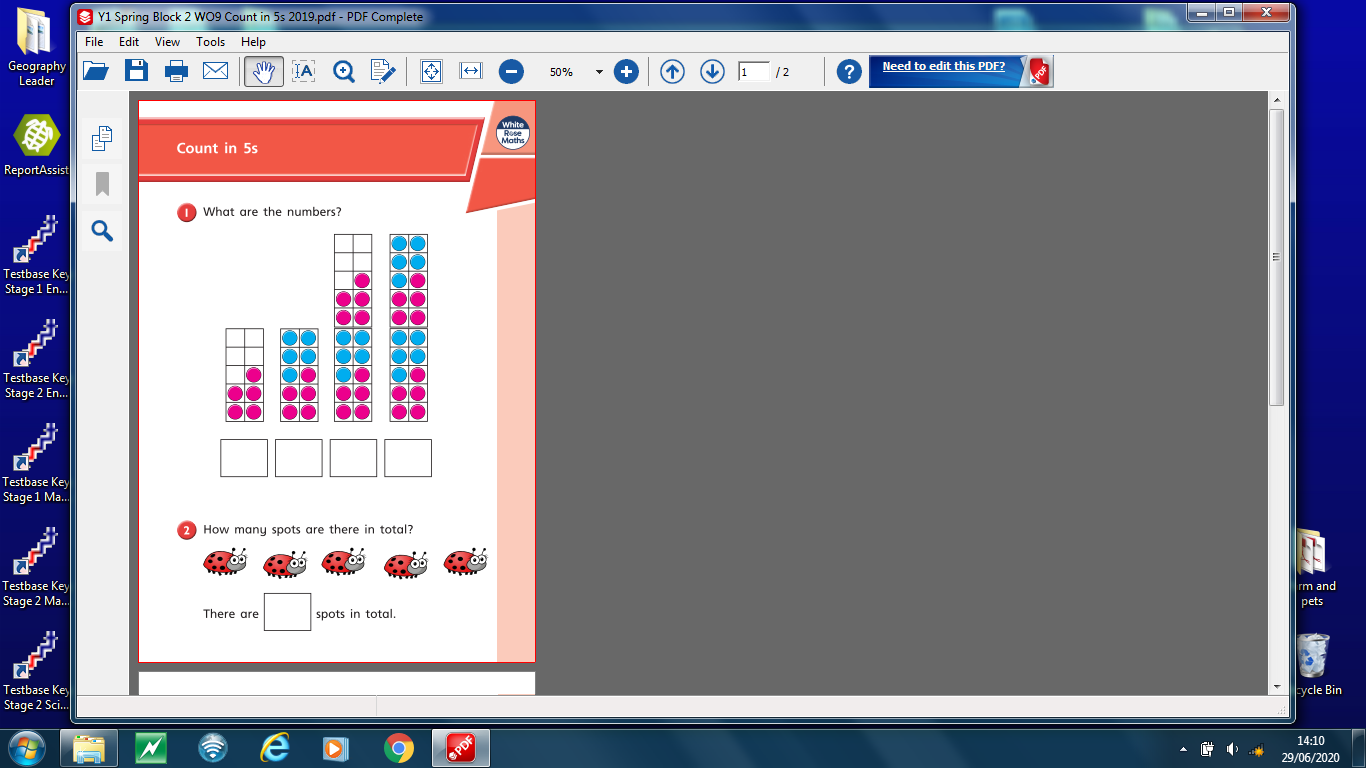 Y1 Spring Block 2 WO9 Count in 5s 2019.pdf - PDF Complete
File Edit View Tools Help
50%
1 / 2
Need to edit this PDF?
PDF
Geography
Leader
ReportAssist
Testbase Key
Stage 1 En...
Testbase Key
Stage 2 En...
Testbase Key
Stage 1 Ma...
Testbase Key
Stage 2 Ma...
Testbase Key
Stage 2 Sci...
Count in 5s
White
Rose
Maths
1 What are the numbers?
2 How many spots are there in total?
There are
spots in total.
rm and
pets
cycle Bin
PDF
14:10
29/06/2020